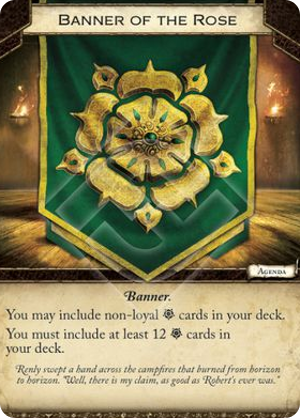 BANNER OF THE ROSE
AGENDA
Banner.
You may include non-loyal cards in your deck.
You must include at least 12 cards in
your deck.
Renly swept a hand across the campfires that burned from horizon
to horizon. "Well, there is my claim, as good as Robert's ever was."